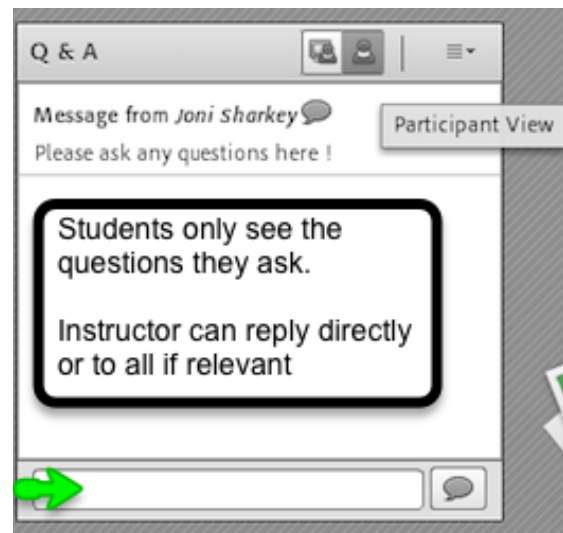 Q & A
Message from Joni Sharkey
Participant View
Please ask any questions here !
Students only see the
questions they ask.
Instructor can reply directly
or to all if relevant